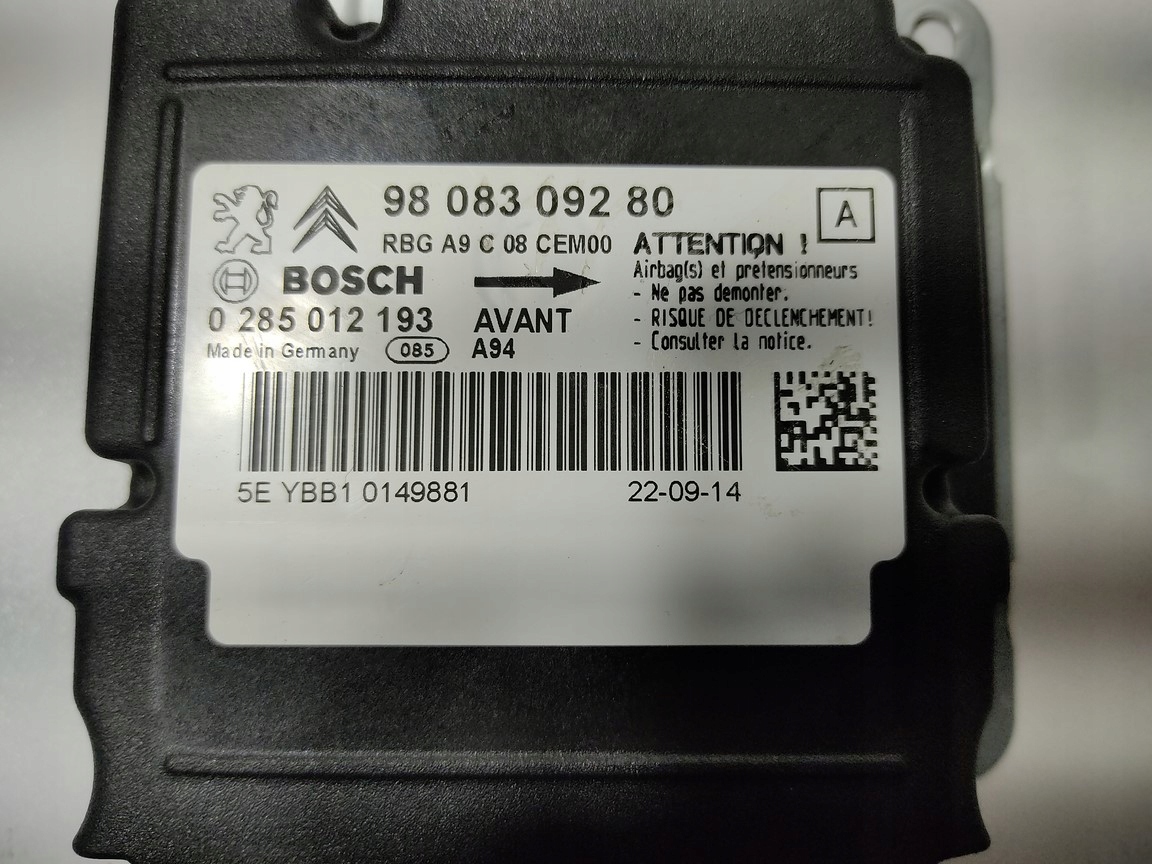 98 083 092 80
A
RBG A9 C 08 CEM00
ATTENTION !
Airbag(s) et pretensionneurs
- Ne pas demonter.
- RISQUE DE DECLENCHEMENT!
- Consulter la notice.
BOSCH
0 285 012 193
AVANT
Made in Germany
085
A94
5E YBB1 0149881
22-09-14